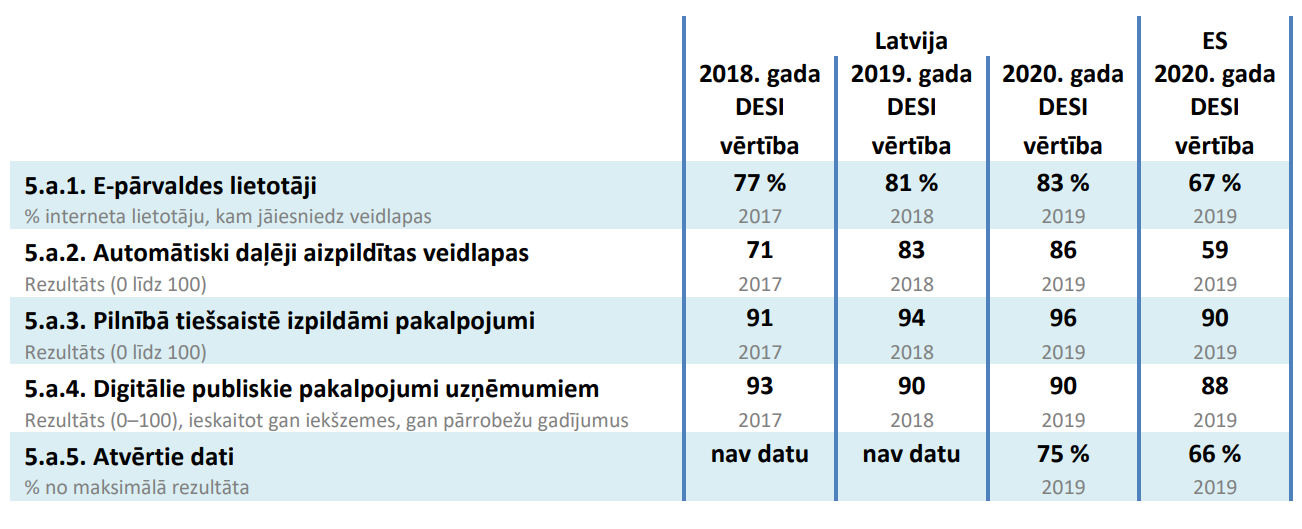 Latvija ES
2018. gada 2019. gada 2020. gada 2020. gada
DESI DESI DESI DESI
vērtība vērtība vērtība vērtība
5.a.1. E-pārvaldes lietotāji 77 % 81 % 83 % 67 %
% interneta lietotāju, kam jāiesniedz veidlapas 2017 2018 2019 2019
5.a.2. Automātiski daļēji aizpildītas veidlapas 71 83 86 59
Rezultāts (0 līdz 100) 2017 2018 2019 2019
5.a.3. Pilnībā tiešsaistē izpildāmi pakalpojumi 91 94 96 90
Rezultāts (0 līdz 100) 2017 2018 2019 2019
5.a.4. Digitālie publiskie pakalpojumi uzņēmumiem 93 90 90 88
Rezultāts (0–100), ieskaitot gan iekšzemes, gan pārrobežu gadījumus 2017 2018 2019 2019
5.a.5. Atvērtie dati nav datu nav datu 75 % 66 %
% no maksimālā rezultāta 2019 2019